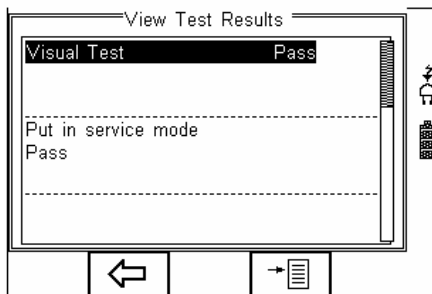 View Test Results
Visual Test Pass
Put in service mode
Pass